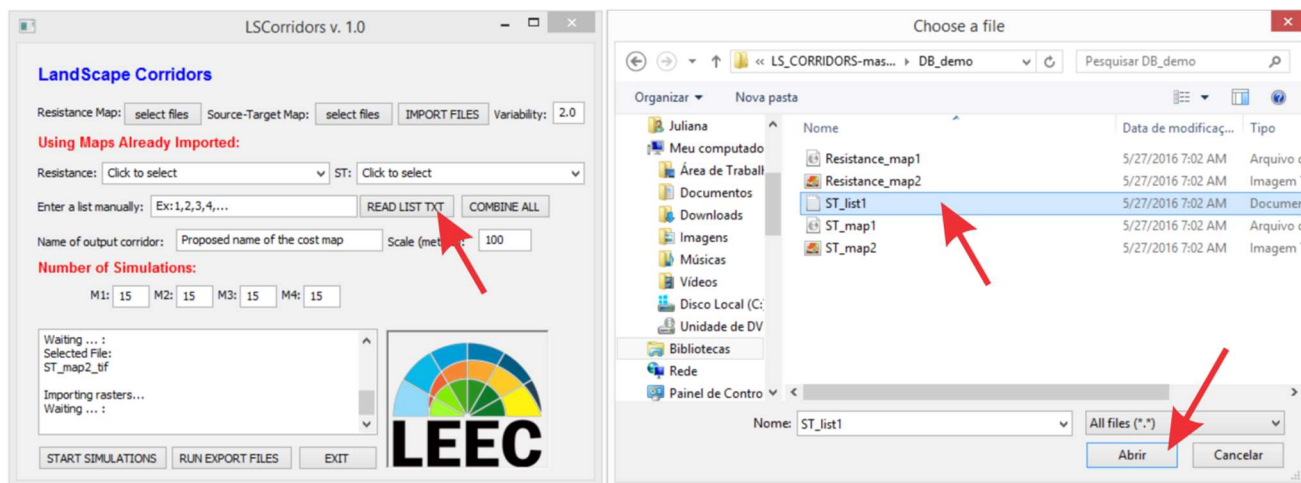 LSCorridors v. 1.0
LandScape Corridors
Resistance Map: select files Source-Target Map: select files IMPORT FILES Variability: 2.0
Using Maps Already Imported:
Resistance: Click to select ST: Click to select
Enter a list manually: Ex:1,2,3,4,... READ LIST TXT COMBINE ALL
Name of output corridor: Proposed name of the cost map Scale (met 100
Number of Simulations:
M1: 15 M2: 15 M3: 15 M4: 15
Waiting ... :
Selected File:
ST_map2_tif
Importing rasters...
Waiting ... :
LEEC
START SIMULATIONS RUN EXPORT FILES EXIT
Choose a file
« LS_CORRIDORS-mas... DB_demo Pesquisar DB_demo
Organizar Nova pasta
Juliana
Meu computado
Área de Trabalh
Documentos
Downloads
Imagens
Músicas
Vídeos
Disco Local (C:
Unidade de DV
Bibliotecas
Rede
Painel de Contro
Nome Data de modificaç... Tipo
Resistance_map1 5/27/2016 7:02 AM Arquivo
Resistance_map2 5/27/2016 7:02 AM Imagem
ST_list1 5/27/2016 7:02 AM Documen
ST_map1 5/27/2016 7:02 AM Arquivo
ST_map2 5/27/2016 7:02 AM Imagem
Nome: ST_list1 All files (*.*)
Abrir Cancelar